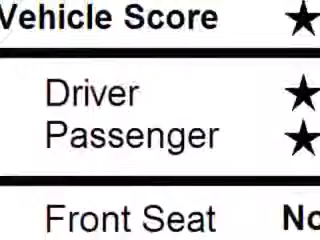 Vehicle Score ★
Driver ★
Passenger ★
Front Seat